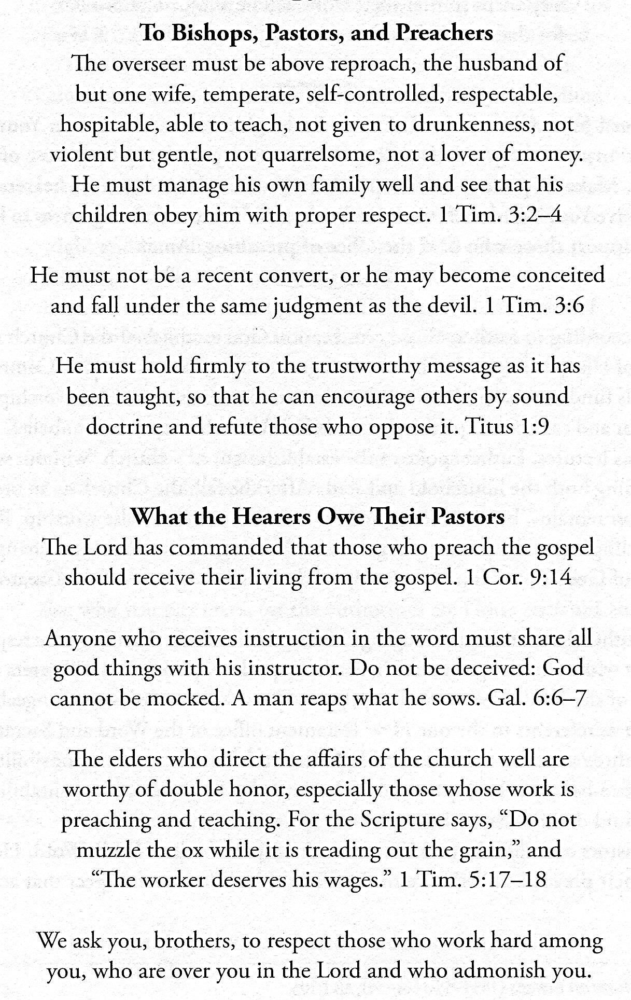 To Bishops, Pastors, and Preachers
The overseer must be above reproach, the husband of
but one wife, temperate, self-controlled, respectable,
hospitable, able to teach, not given to drunkenness, not
violent but gentle, not quarrelsome, not a lover of money.
He must manage his own family well and see that his
children obey him with proper respect. 1 Tim. 3:2–4
He must not be a recent convert, or he may become conceited
and fall under the same judgment as the devil. 1 Tim. 3:6
He must hold firmly to the trustworthy message as it has
been taught, so that he can encourage others by sound
doctrine and refute those who oppose it. Titus 1:9
What the Hearers Owe Their Pastors
The Lord has commanded that those who preach the gospel
should receive their living from the gospel. 1 Cor. 9:14
Anyone who receives instruction in the word must share all
good things with his instructor. Do not be deceived: God
cannot be mocked. A man reaps what he sows. Gal. 6:6–7
The elders who direct the affairs of the church well are
worthy of double honor, especially those whose work is
preaching and teaching. For the Scripture says, “Do not
muzzle the ox while it is treading out the grain,” and
“The worker deserves his wages.” 1 Tim. 5:17–18
We ask you, brothers, to respect those who work hard among
you, who are over you in the Lord and who admonish you.